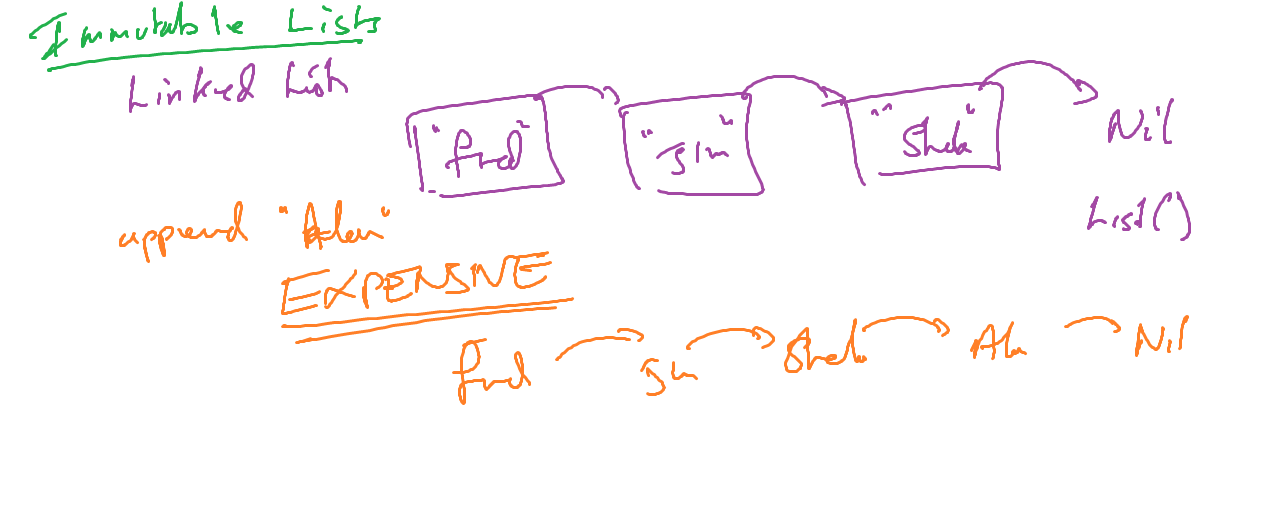 Immutable Lists
Linked List
"Fred" "Jim" "Sheila" Nil
List()
append "Alan"
EXPENSIVE
Fred Jim Sheila Alan Nil